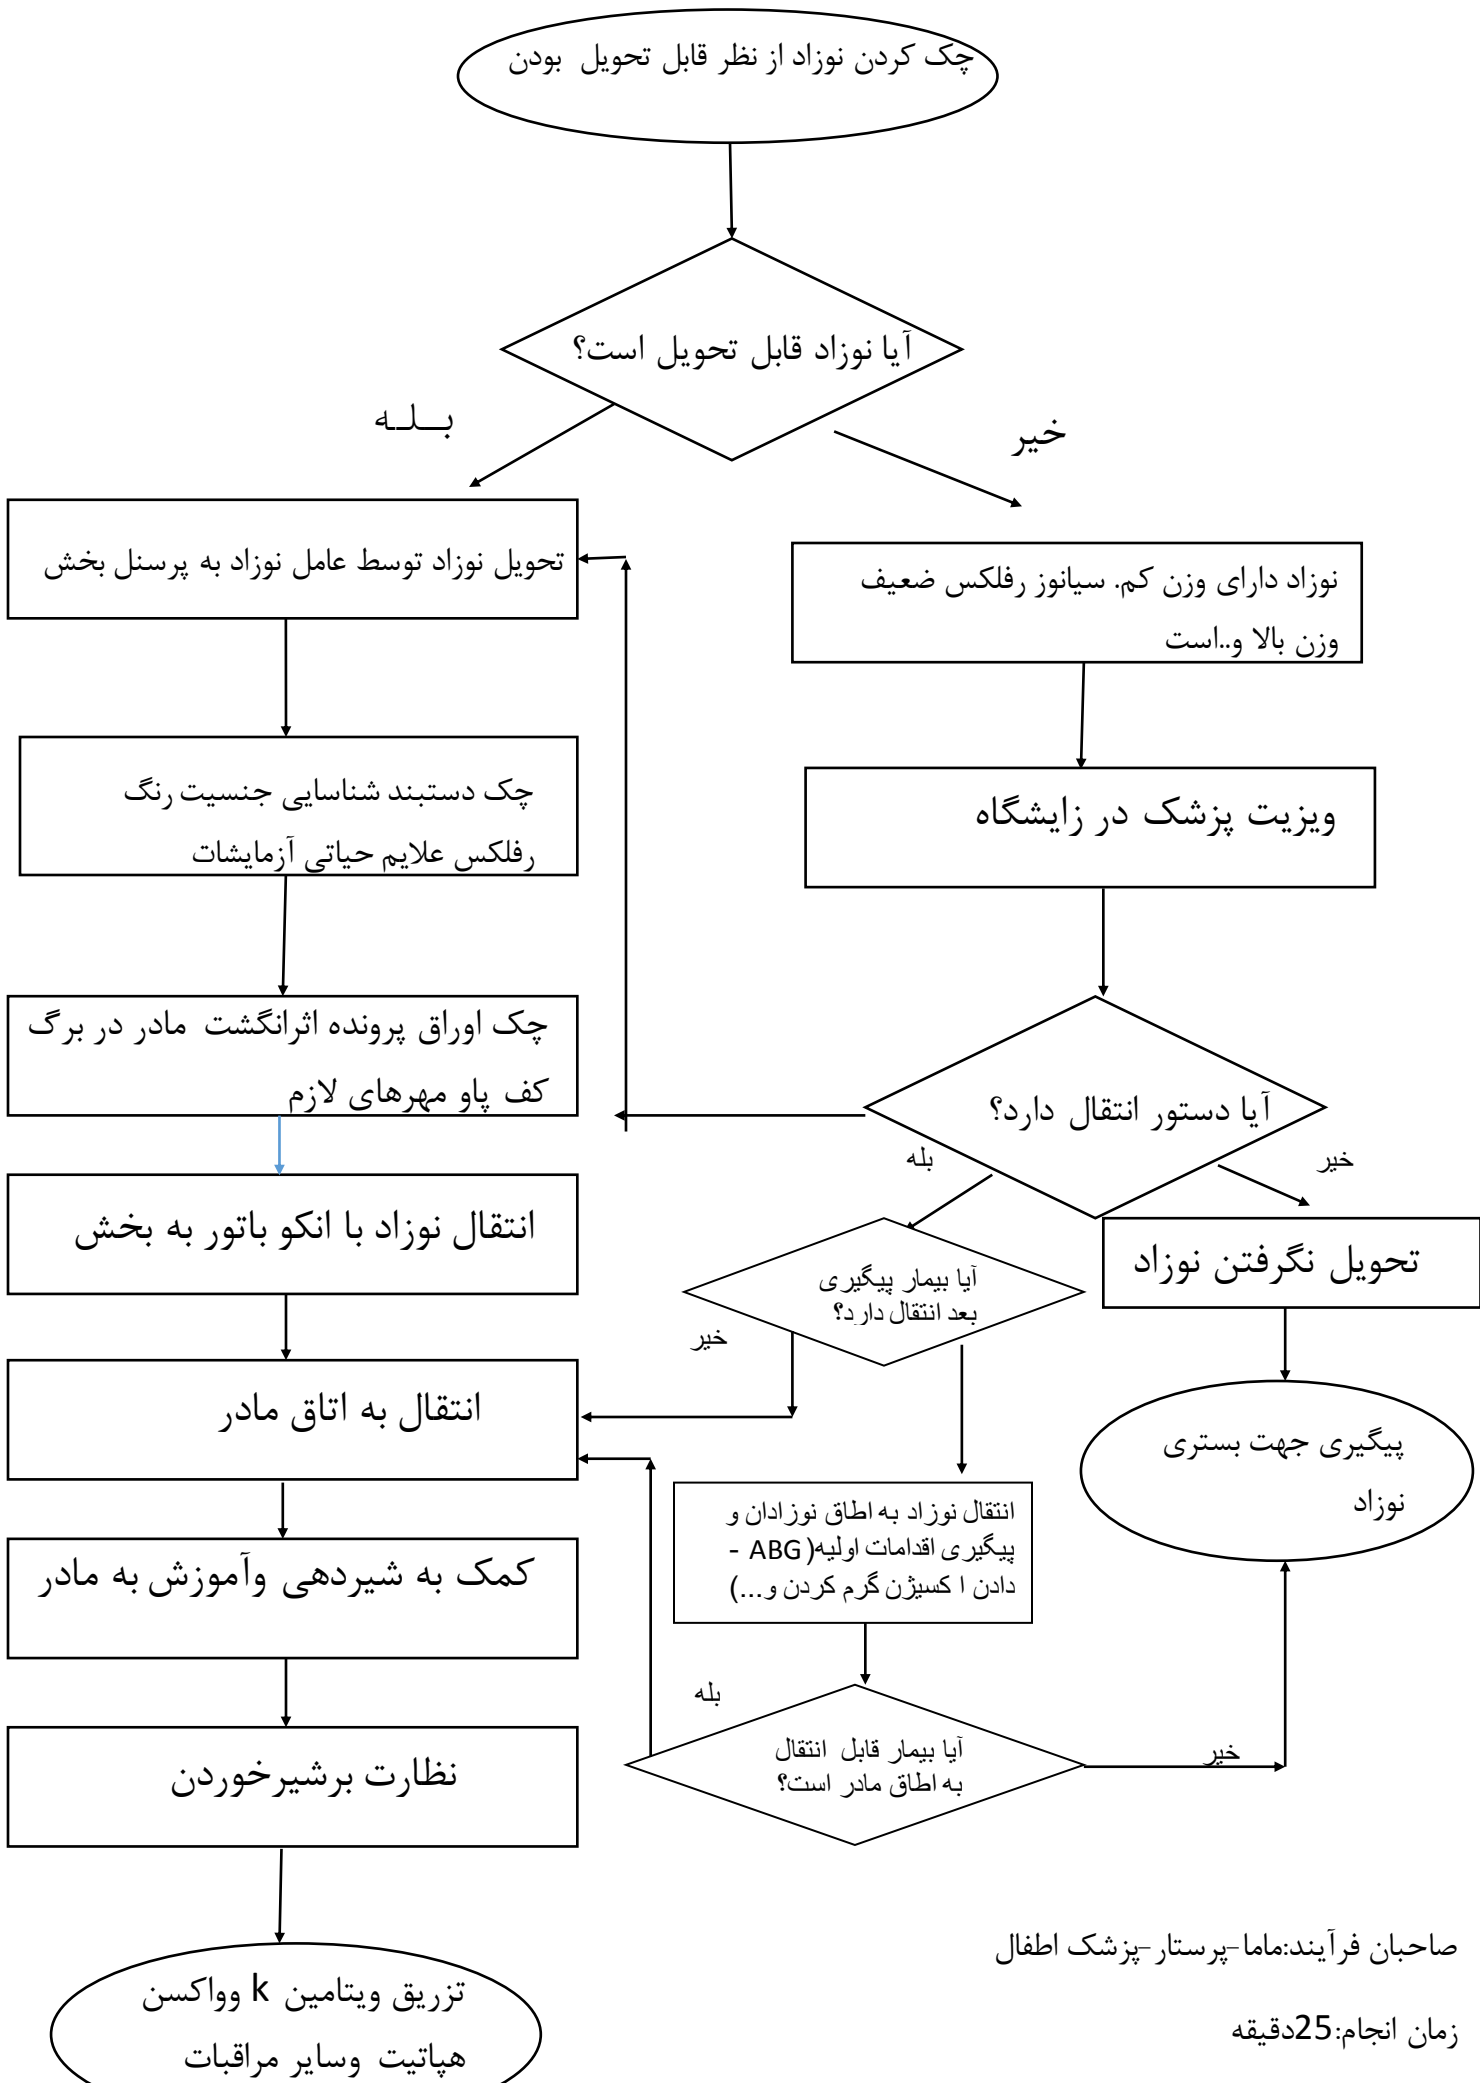 چک کردن نوزاد از نظر قابل تحویل بودن
آیا نوزاد قابل تحویل است؟
بـــلــه
خیر
تحویل نوزاد توسط عامل نوزاد به پرسنل بخش
نوزاد دارای وزن کم. سیانوز رفلکس ضعیف
وزن بالا و..است
چک دستبند شناسایی جنسیت رنگ
رفلکس علایم حیاتی آزمایشات
ویزیت پزشک در زایشگاه
چک اوراق پرونده اثرانگشت مادر در برگ
کف پاو مهرهای لازم
آیا دستور انتقال دارد؟
بله
خیر
انتقال نوزاد با انکو باتور به بخش
آیا بیمار پیگیری
بعد انتقال دارد؟
تحویل نگرفتن نوزاد
خیر
انتقال به اتاق مادر
پیگیری جهت بستری
نوزاد
انتقال نوزاد به اطاق نوزادان و
پیگیری اقدامات اولیه(ABG -
دادن ا کسیژن گرم کردن و...)
کمک به شیردهی وآموزش به مادر
بله
آیا بیمار قابل انتقال
به اطاق مادر است؟
خیر
نظارت برشیرخوردن
تزریق ویتامین k وواکسن
هپاتیت وسایر مراقبات
صاحبان فرآیند:ماما-پرستار-پزشک اطفال
زمان انجام:25دقیقه